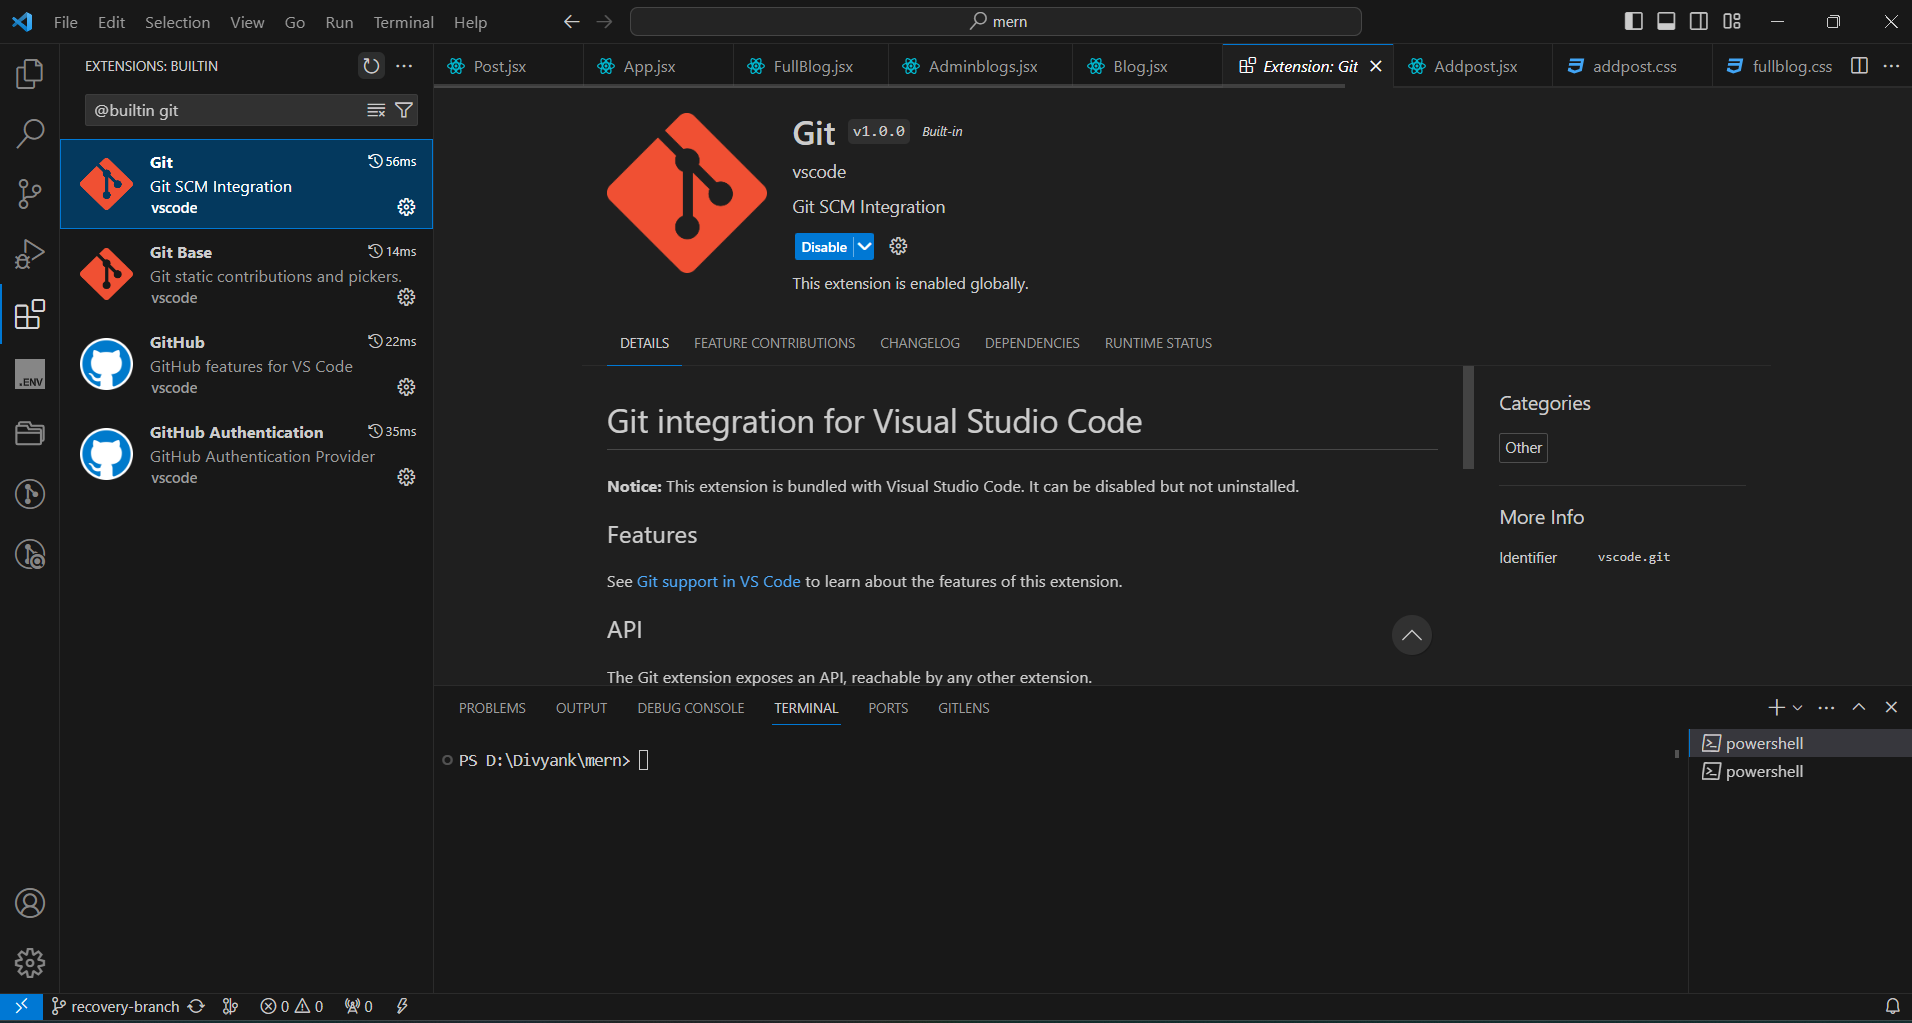 File Edit Selection View Go Run Terminal Help
mern
EXTENSIONS: BUILTIN
@builtin git
Git 56ms
Git SCM Integration
vscode
Git Base 14ms
Git static contributions and pickers.
vscode
GitHub 22ms
GitHub features for VS Code
vscode
GitHub Authentication 35ms
GitHub Authentication Provider
vscode
.ENV
Post.jsx App.jsx FullBlog.jsx Adminblogs.jsx Blog.jsx Extension: Git Addpost.jsx addpost.css fullblog.css
Git v1.0.0 Built-in
vscode
Git SCM Integration
Disable
This extension is enabled globally.
DETAILS FEATURE CONTRIBUTIONS CHANGELOG DEPENDENCIES RUNTIME STATUS
Git integration for Visual Studio Code
Notice: This extension is bundled with Visual Studio Code. It can be disabled but not uninstalled.
Features
See Git support in VS Code to learn about the features of this extension.
API
The Git extension exposes an API, reachable by any other extension.
Categories
Other
More Info
Identifier vscode.git
PROBLEMS OUTPUT DEBUG CONSOLE TERMINAL PORTS GITLENS
PS D:\Divyank\mern>
powershell
powershell
recovery-branch 0 0 0